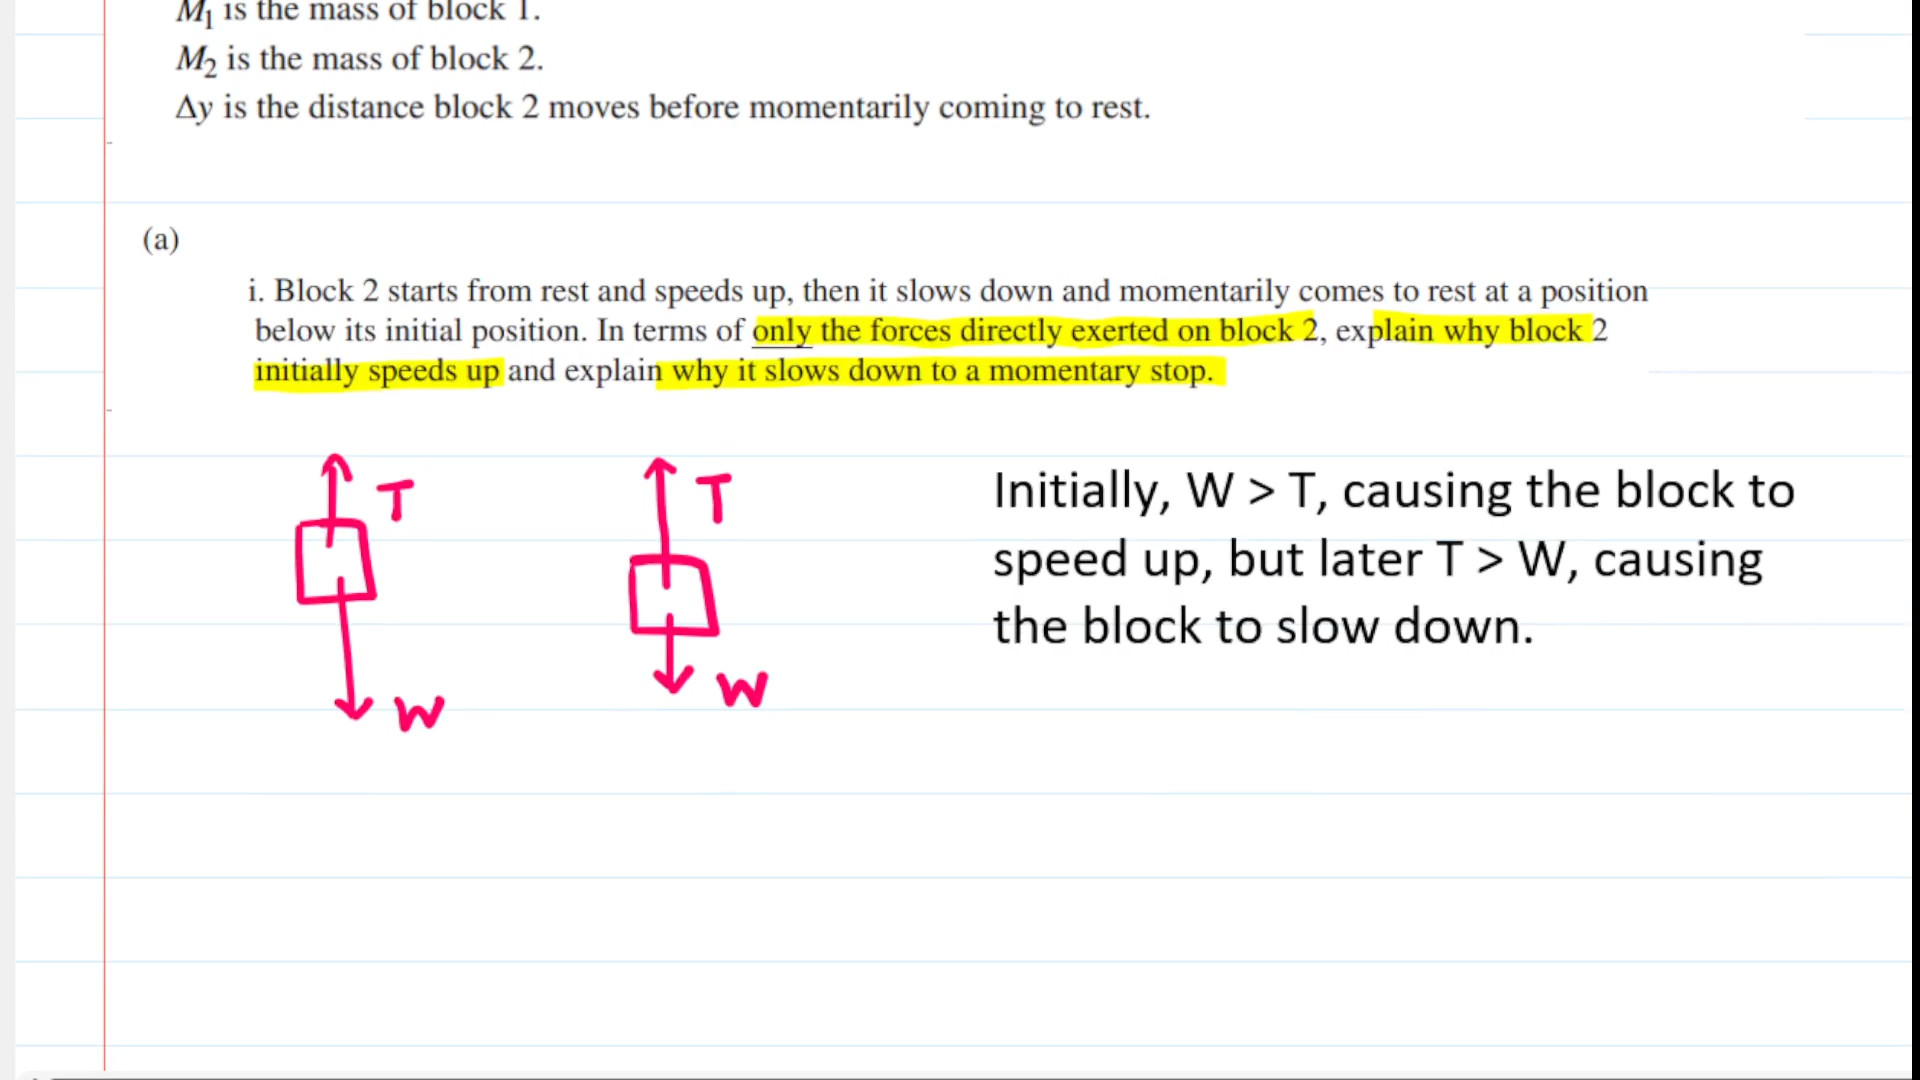 M₁ is the mass of block 1.
M₂ is the mass of block 2.
Δy is the distance block 2 moves before momentarily coming to rest.
(a)
i. Block 2 starts from rest and speeds up, then it slows down and momentarily comes to rest at a position
below its initial position. In terms of only the forces directly exerted on block 2, explain why block 2
initially speeds up and explain why it slows down to a momentary stop.
T
W
T
W
Initially, W > T, causing the block to
speed up, but later T > W, causing
the block to slow down.